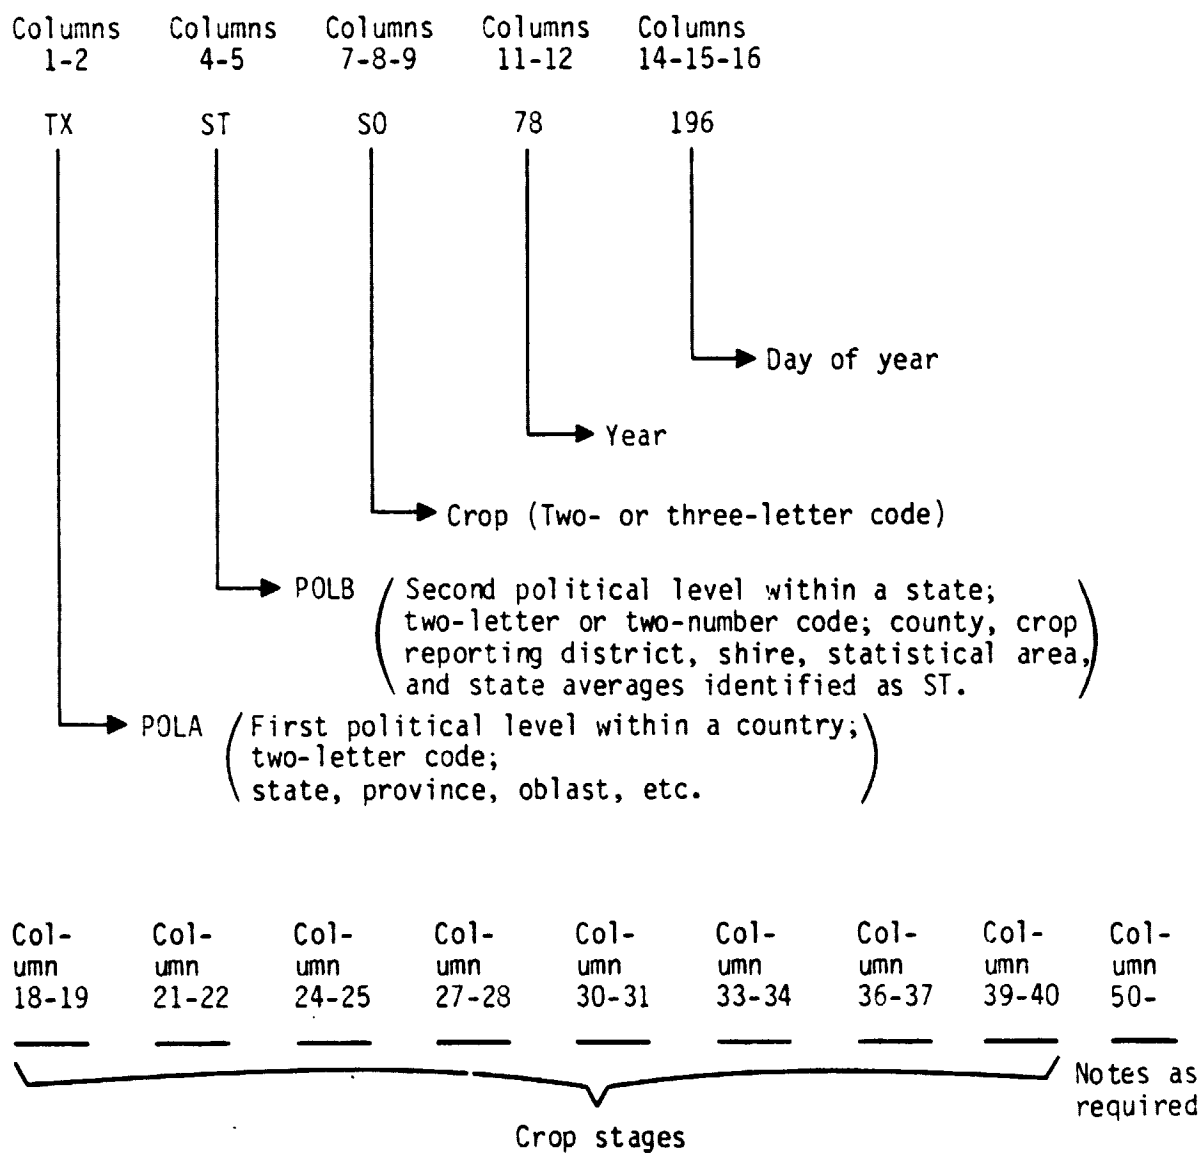 Columns Columns Columns Columns Columns
1-2 4-5 7-8-9 11-12 14-15-16
TX ST SO 78 196
Day of year
Year
Crop (Two- or three-letter code)
POLB (Second political level within a state;
two-letter or two-number code; county, crop
reporting district, shire, statistical area,
and state averages identified as ST.)
POLA (First political level within a country;
two-letter code;
state, province, oblast, etc.)
Col- Col- Col- Col- Col- Col- Col- Col- Col-
umn umn umn umn umn umn umn umn umn
18-19 21-22 24-25 27-28 30-31 33-34 36-37 39-40 50-
Notes as
required
Crop stages